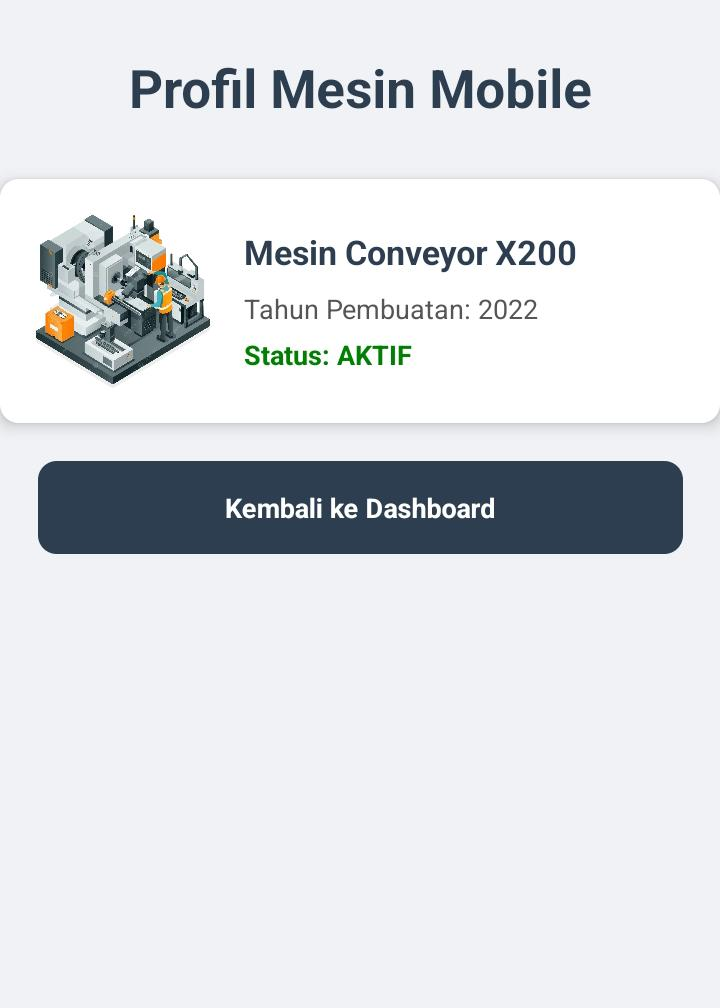 Profil Mesin Mobile
Mesin Conveyor X200
Tahun Pembuatan: 2022
Status: AKTIF
Kembali ke Dashboard